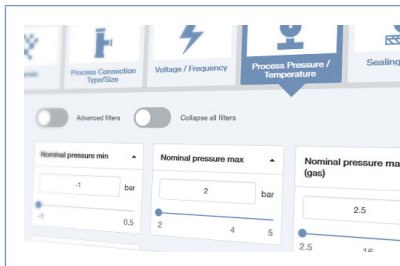 Process Connection
Type/Size
Voltage / Frequency
Process Pressure /
Temperature
Sealing
Advanced filters
Collapse all filters
Nominal pressure min
-1
bar
-1
0.5
Nominal pressure max
2
bar
2
4
5
Nominal pressure ma
(gas)
2.5
2.5
16